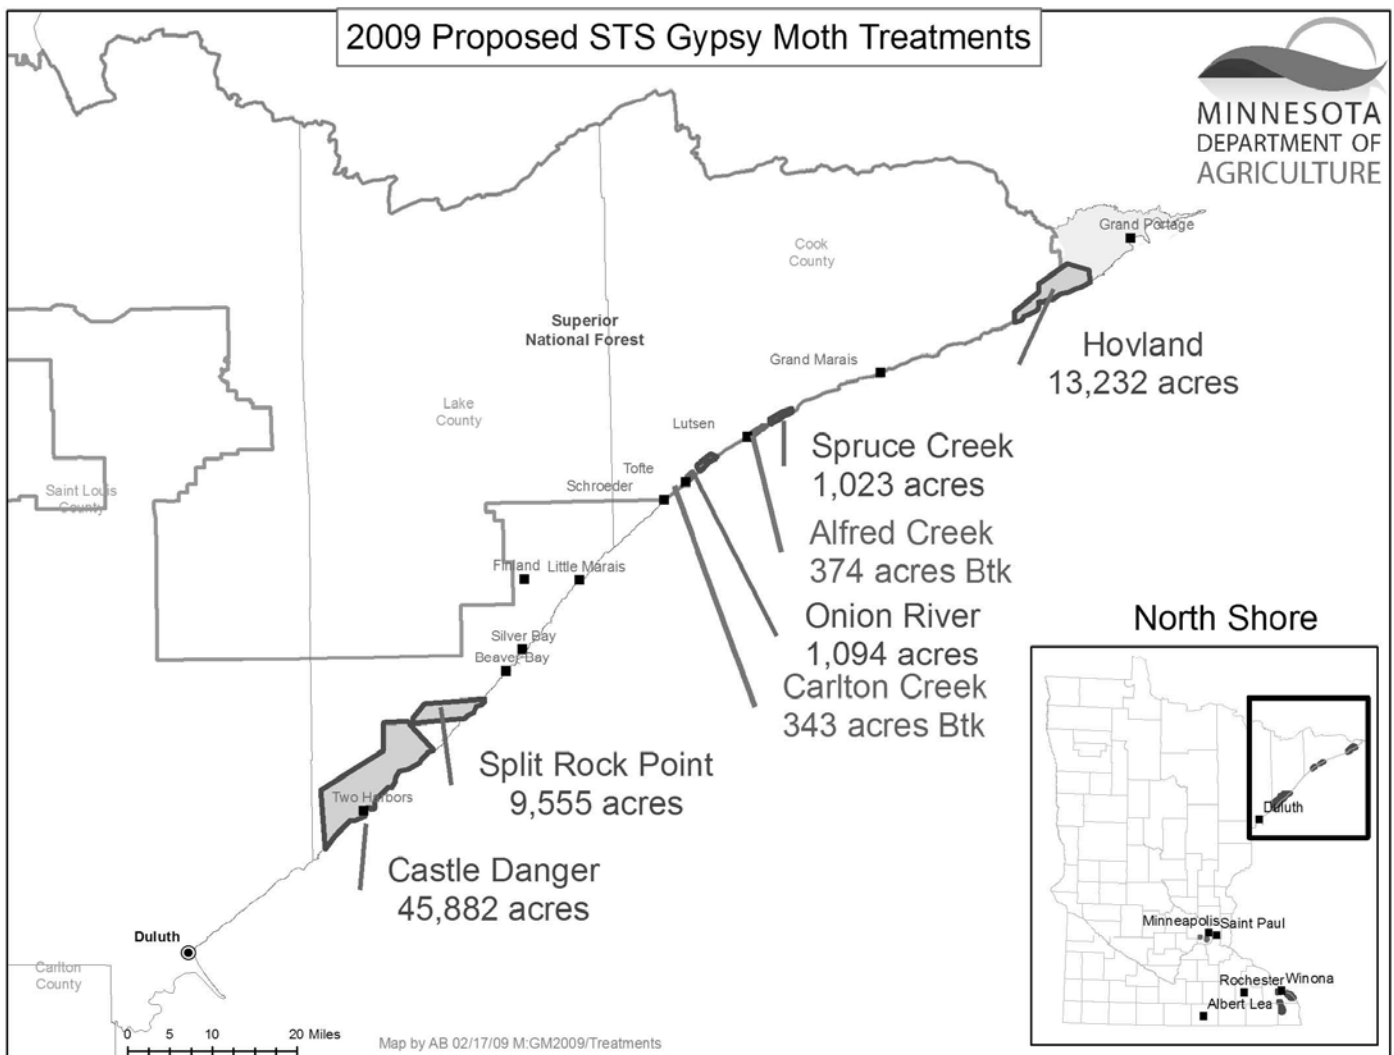 2009 Proposed STS Gypsy Moth Treatments
MINNESOTA
DEPARTMENT OF
AGRICULTURE
Grand Portage
Cook
County
Superior
National Forest
Hovland
13,232 acres
Grand Marais
Lake
County
Lutsen
Spruce Creek
1,023 acres
Tofte
Schroeder
Saint Louis
County
Alfred Creek
374 acres Btk
Finland
Little Marais
Onion River
1,094 acres
Silver Bay
Beaver Bay
Carlton Creek
343 acres Btk
Split Rock Point
9,555 acres
Two Harbors
Castle Danger
45,882 acres
Duluth
Carlton
County
0 5 10 20 Miles
Map by AB 02/17/09 M:GM2009/Treatments
North Shore
Duluth
Minneapolis
Saint Paul
Rochester
Winona
Albert Lea